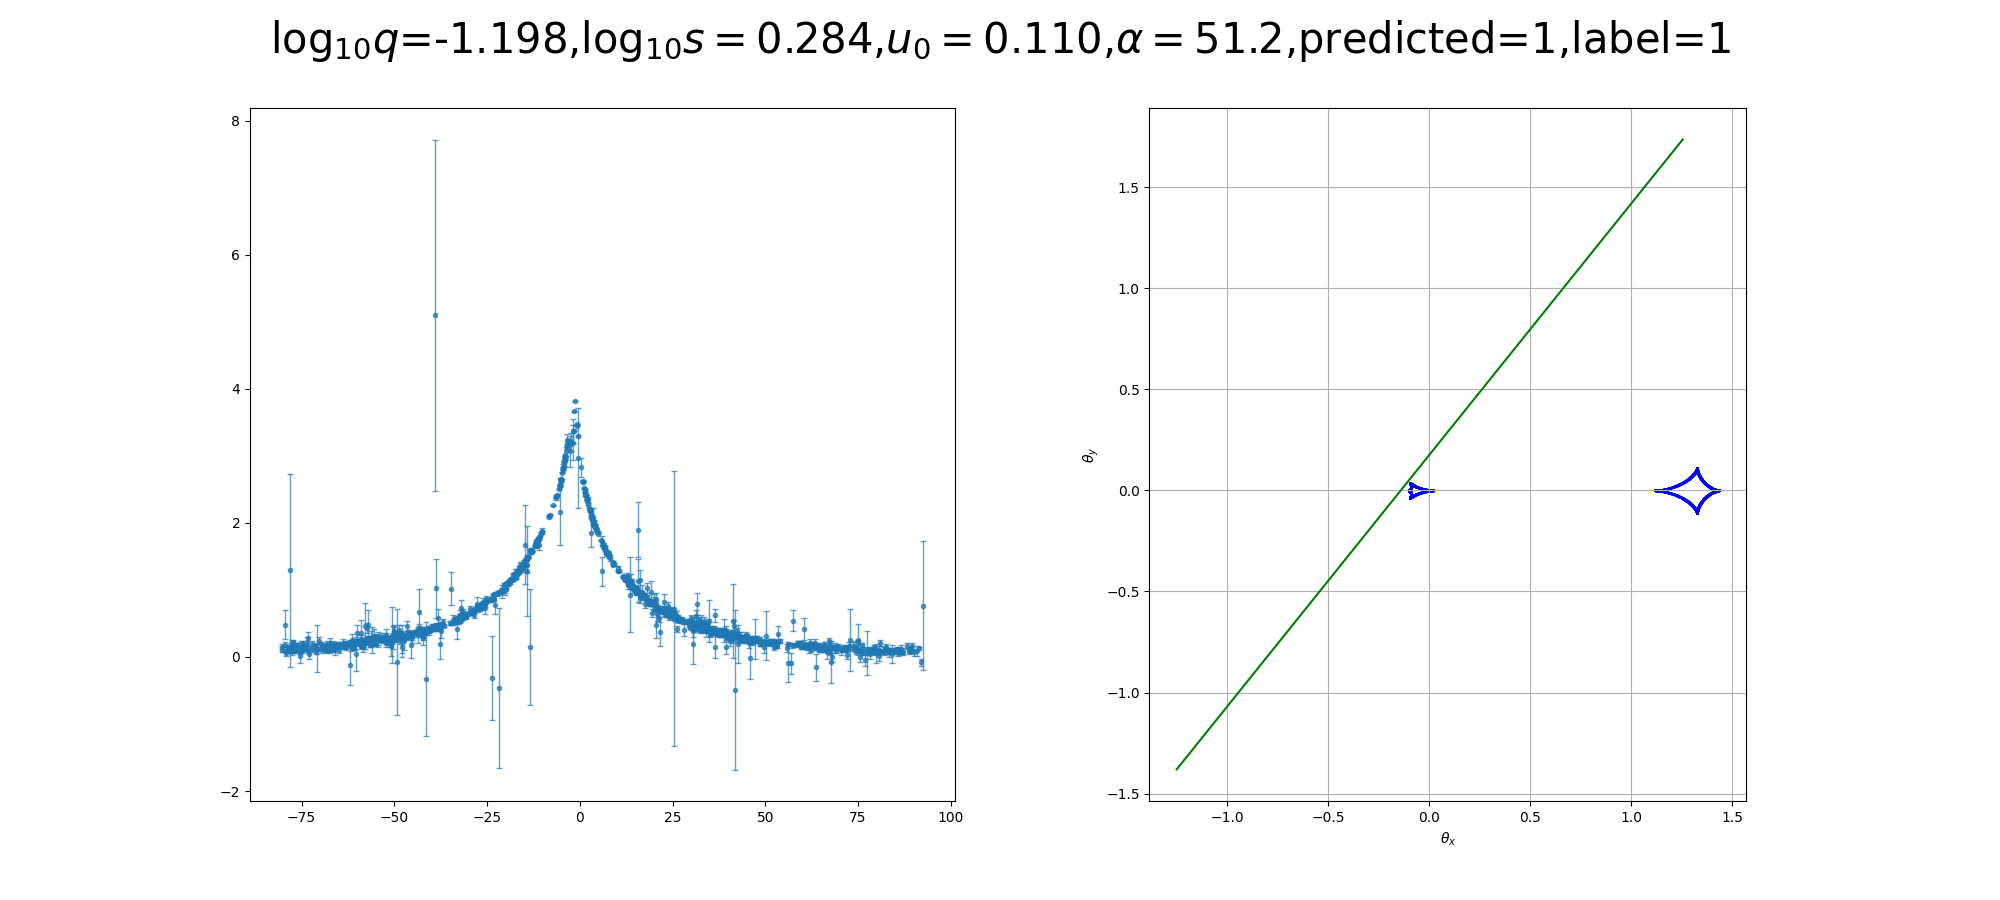 log₁₀q=-1.198,log₁₀s = 0.284,u₀ = 0.110,α = 51.2,predicted=1,label=1
8
6
4
2
0
−2
−75 −50 −25 0 25 50 75 100
θy
1.5
1.0
0.5
0.0
−0.5
−1.0
−1.5
−1.0 −0.5 0.0 0.5 1.0 1.5
θₓ